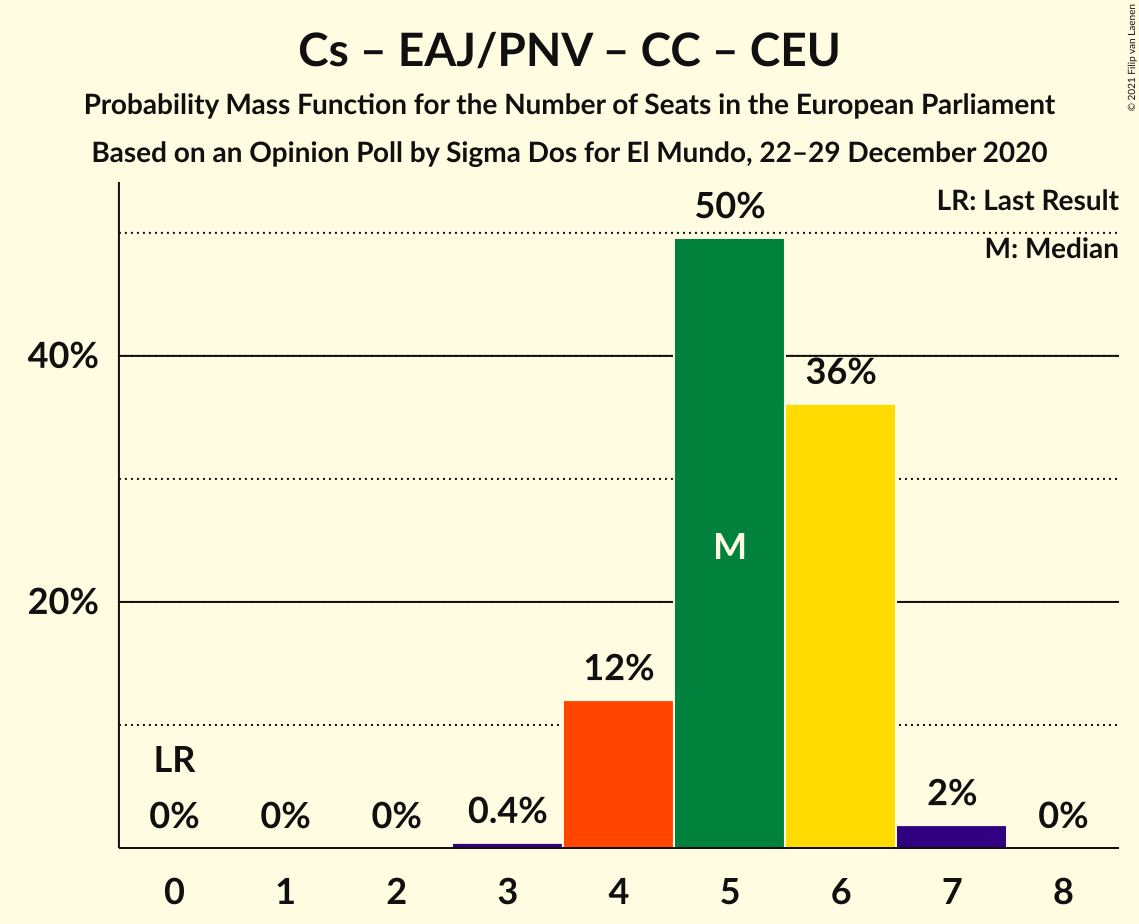 Cs – EAJ/PNV – CC – CEU
Probability Mass Function for the Number of Seats in the European Parliament
Based on an Opinion Poll by Sigma Dos for El Mundo, 22–29 December 2020
© 2021 Filip van Laenen
LR: Last Result
M: Median
50%
40%
36%
M
20%
12%
LR
0% 0% 0% 0.4% 2% 0%
0 1 2 3 4 5 6 7 8